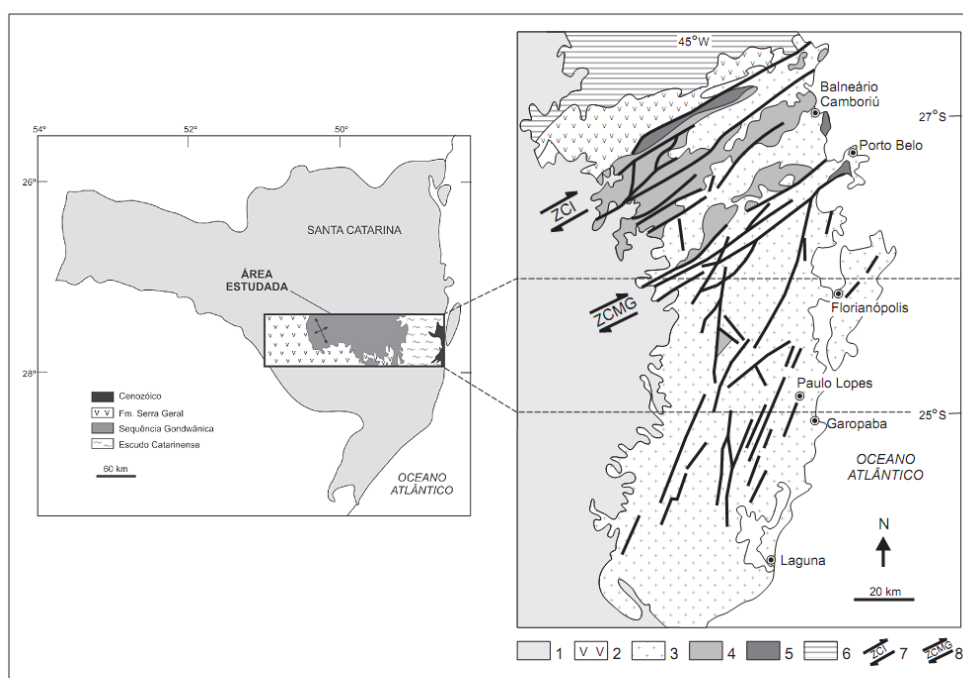 54°
52°
50°
26°
SANTA CATARINA
ÁREA
ESTUDADA
28°
Cenozóico
V V Fm. Serra Geral
Sequência Gondwânica
Escudo Catarinense
60 km
OCEANO
ATLÂNTICO
45°W
Balneário
Camboriú
27°S
Porto Belo
ZCI
ZCMG
Florianópolis
Paulo Lopes
25°S
Garopaba
OCEANO
ATLÂNTICO
N
Laguna
20 km
1 V V 2 3 4 5 6 ZCI 7 ZCMG 8